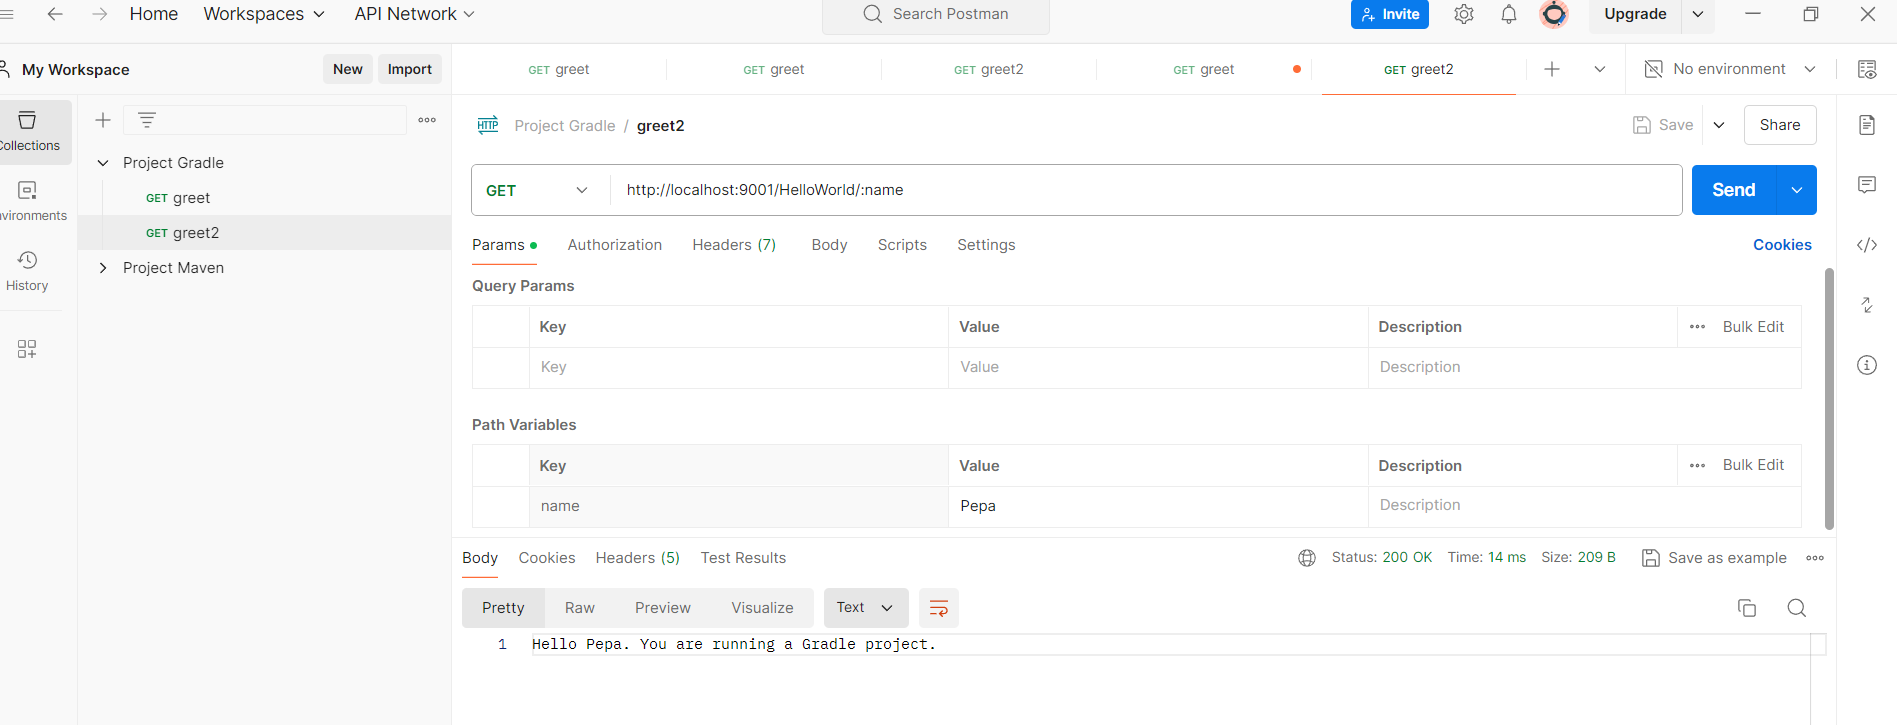 Home Workspaces API Network Search Postman Invite Upgrade
My Workspace New Import GET greet GET greet GET greet2 GET greet GET greet2 No environment
Collections
Project Gradle / greet2 Save Share
Project Gradle
GET greet
GET greet2
Project Maven
vironments
History
GET http://localhost:9001/HelloWorld/:name Send
Params Authorization Headers (7) Body Scripts Settings Cookies
Query Params
Key Value Description Bulk Edit
Key Value Description
Path Variables
Key Value Description Bulk Edit
name Pepa Description
Body Cookies Headers (5) Test Results Status: 200 OK Time: 14 ms Size: 209 B Save as example
Pretty Raw Preview Visualize Text
1 Hello Pepa. You are running a Gradle project.